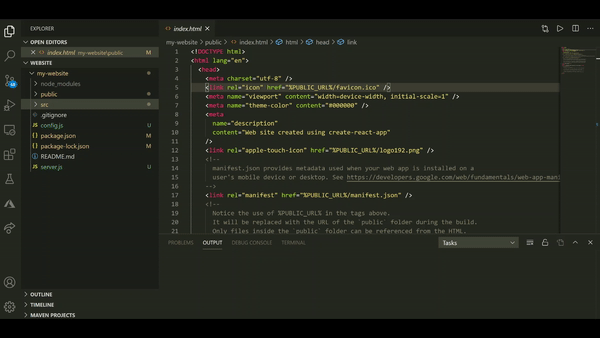 EXPLORER
OPEN EDITORS
index.html my-website\public M
WEBSITE
my-website
node_modules
public
src
.gitignore
config.js U
package.json M
package-lock.json M
README.md
server.js U
OUTLINE
TIMELINE
MAVEN PROJECTS
index.html
my-website > public > index.html > html > head > link
1 <!DOCTYPE html>
2 <html lang="en">
3 <head>
4 <meta charset="utf-8" />
5 <link rel="icon" href="%PUBLIC_URL%/favicon.ico" />
6 <meta name="viewport" content="width=device-width, initial-scale=1" />
7 <meta name="theme-color" content="#000000" />
8 <meta
9 name="description"
10 content="Web site created using create-react-app"
11 />
12 <link rel="apple-touch-icon" href="%PUBLIC_URL%/logo192.png" />
13 <!--
14 manifest.json provides metadata used when your web app is installed on a
15 user's mobile device or desktop. See https://developers.google.com/web/fundamentals/web-app-mani
16 -->
17 <link rel="manifest" href="%PUBLIC_URL%/manifest.json" />
18 <!--
19 Notice the use of %PUBLIC_URL% in the tags above.
20 It will be replaced with the URL of the `public` folder during the build.
21 Only files inside the `public` folder can be referenced from the HTML.
PROBLEMS OUTPUT DEBUG CONSOLE TERMINAL
Tasks